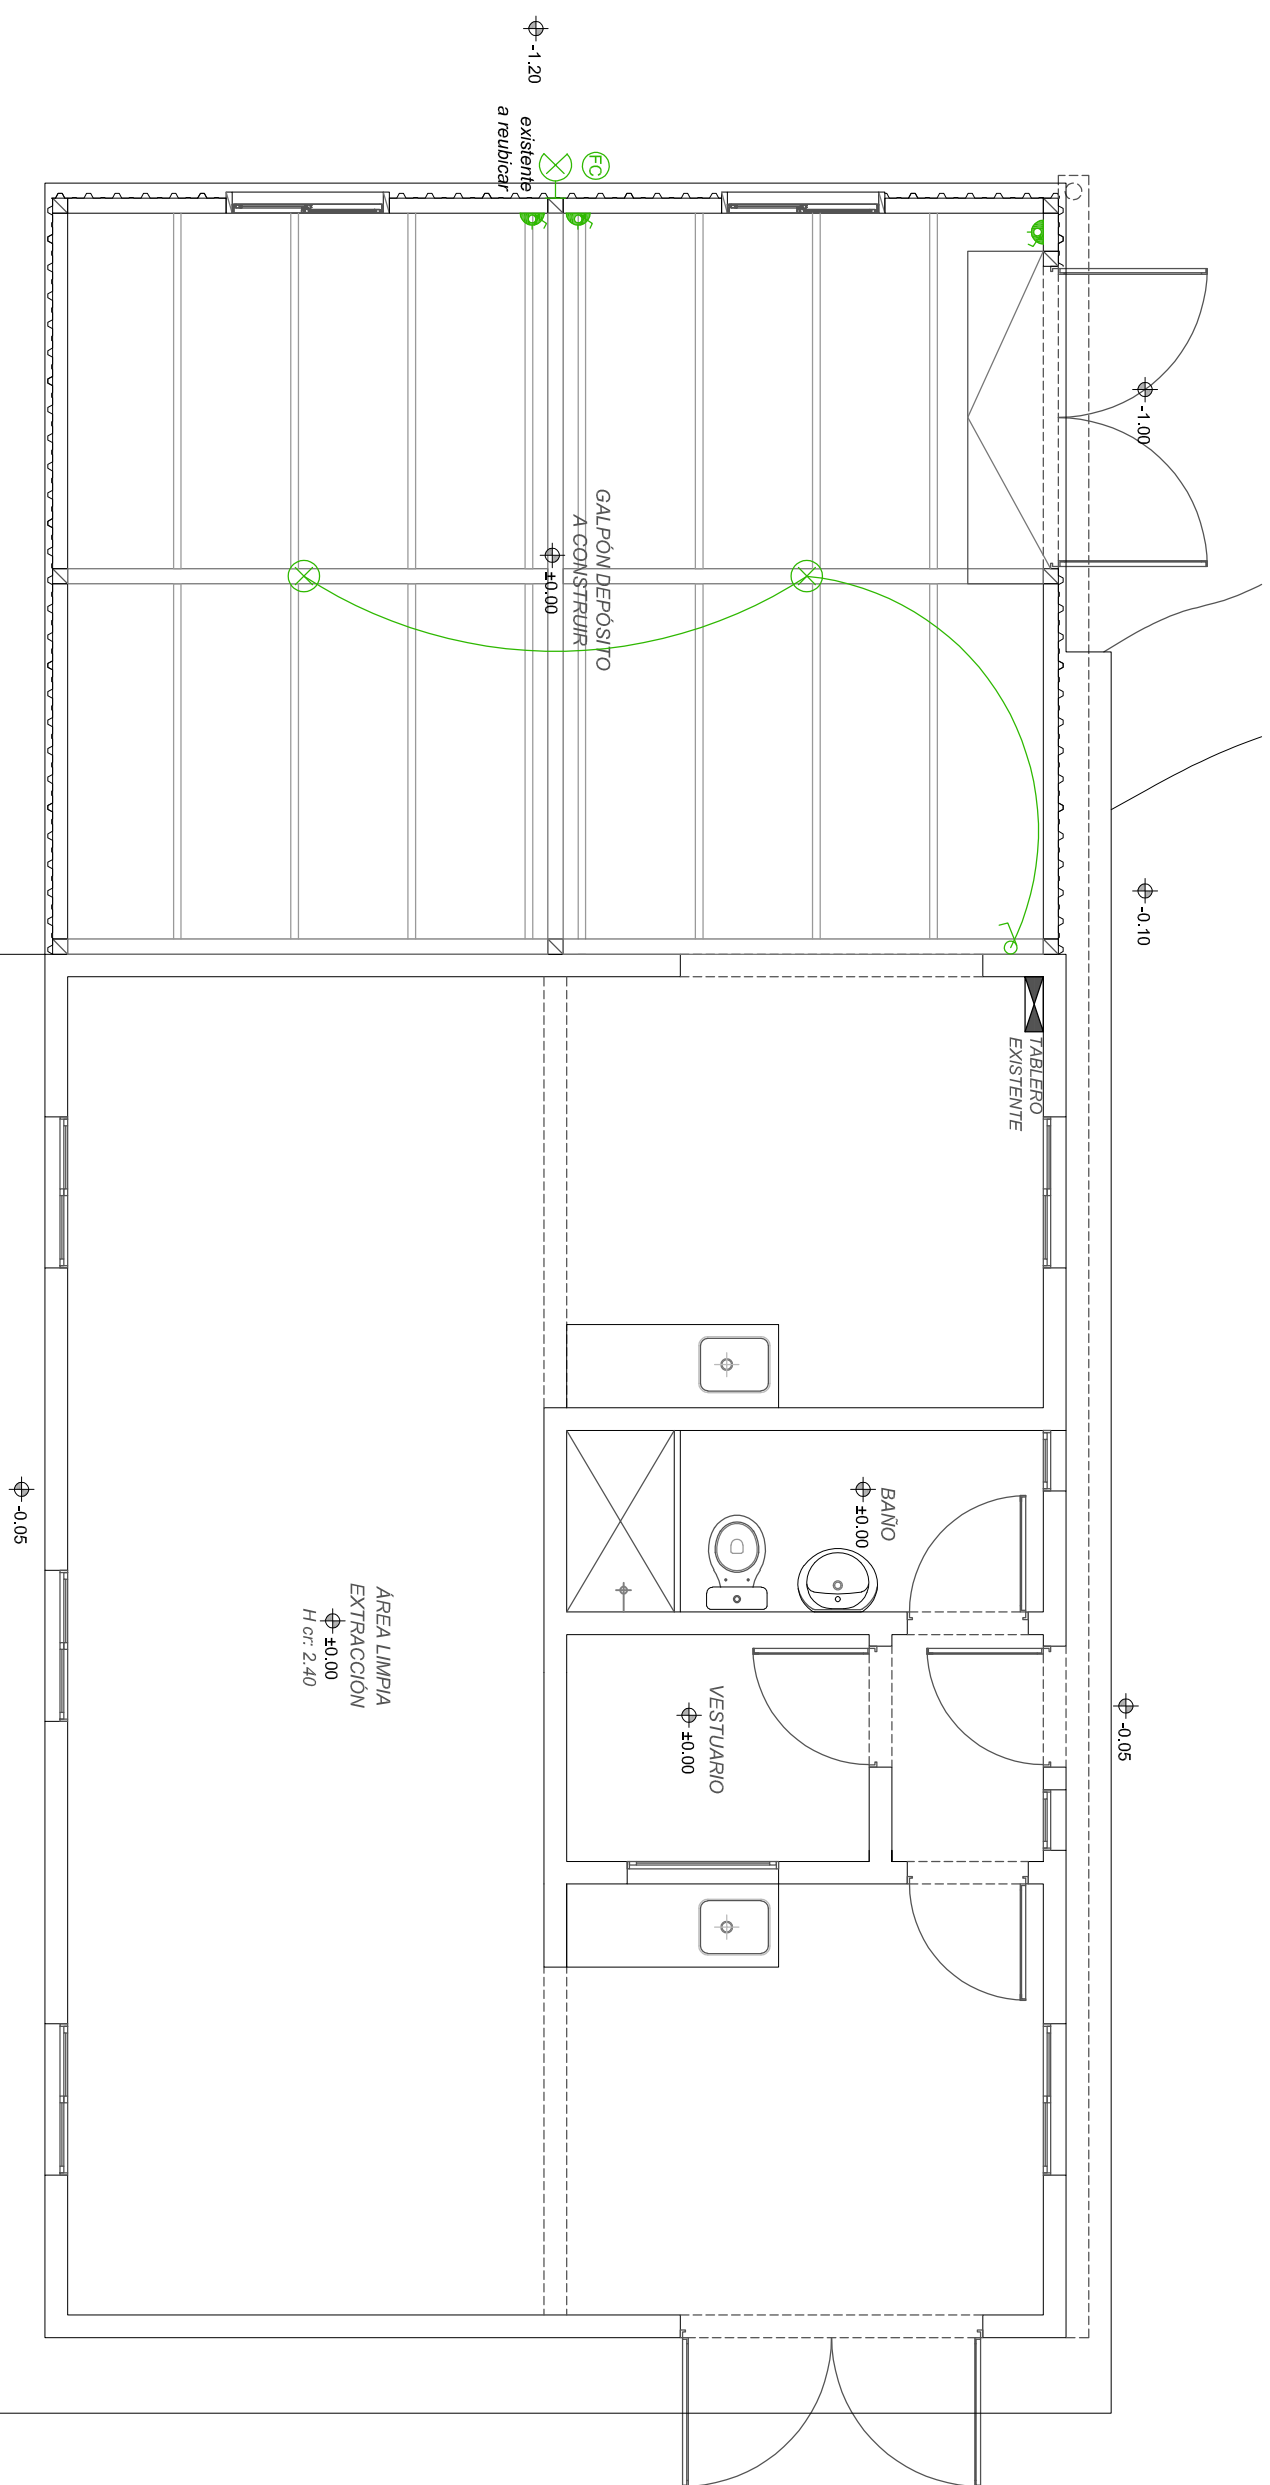 -1.20
existente
a reubicar
FC
-1.00
GALPÓN DEPÓSITO
A CONSTRUIR
±0.00
-0.10
TABLERO
EXISTENTE
BAÑO
±0.00
-0.05
ÁREA LIMPIA
EXTRACCIÓN
±0.00
H cr: 2.40
VESTUARIO
±0.00
-0.05